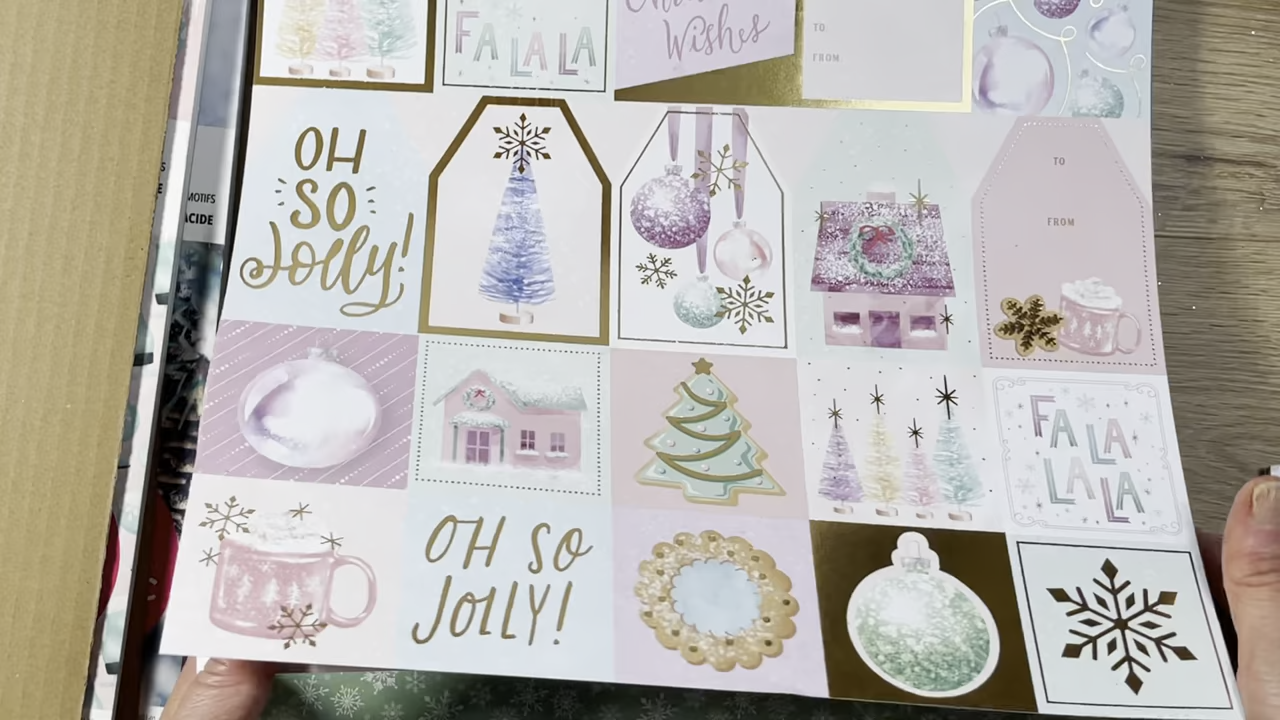 FA LA LA
Wishes
TO
FROM
OH
SO
Jolly!
TO
FROM
MOTIFS
ACIDE
FA LA
LA LA
OH SO
JOLLY!